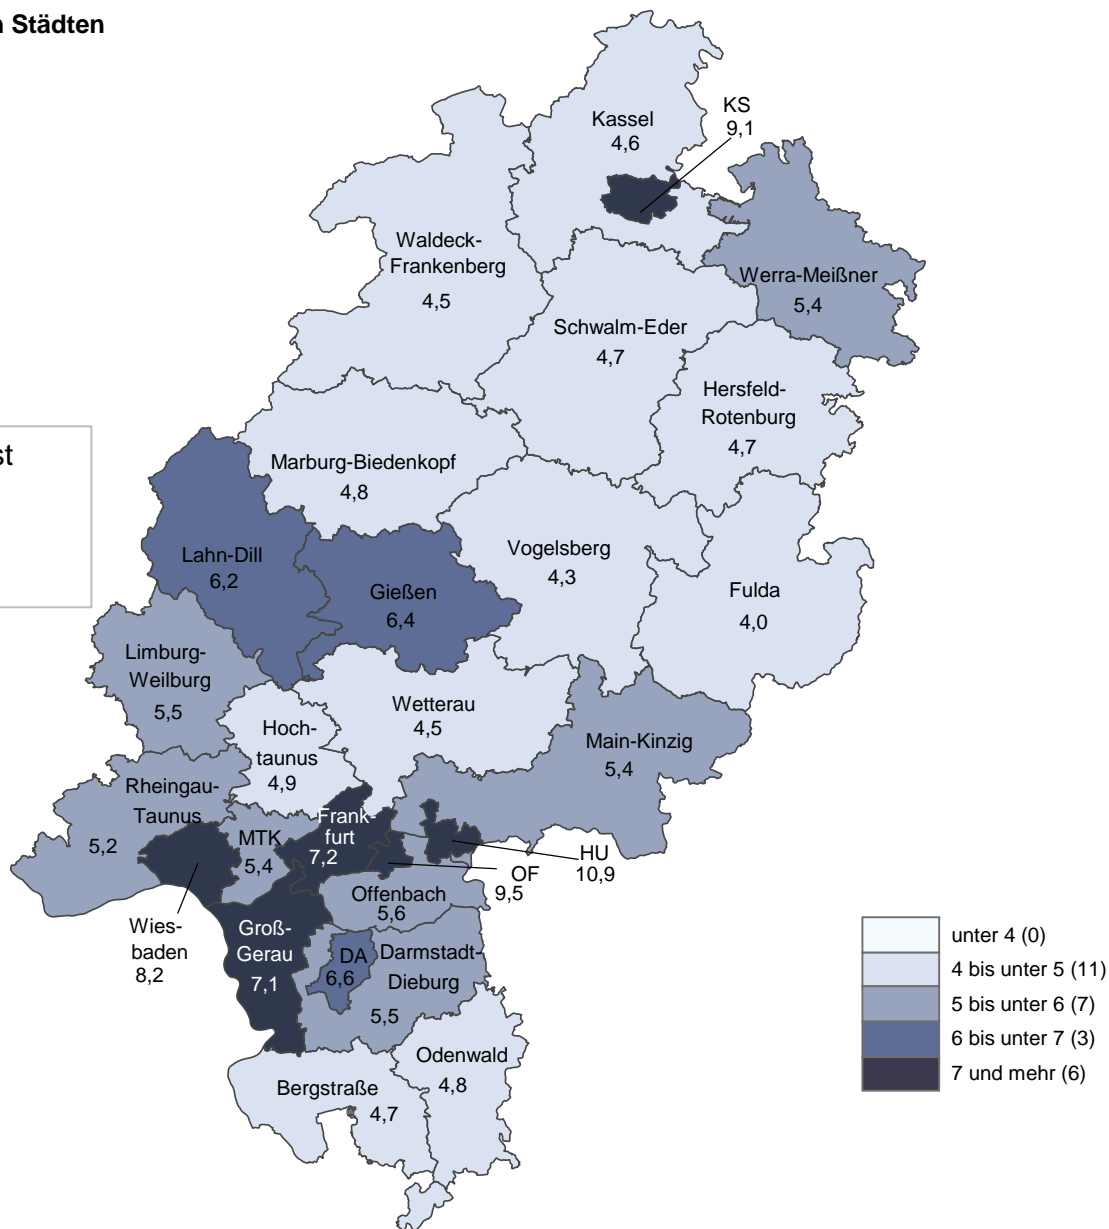 n Städten
KS
9,1
Kassel
4,6
Waldeck-
Frankenberg
4,5
Werra-Meißner
5,4
Schwalm-Eder
4,7
Hersfeld-
Rotenburg
4,7
st
Marburg-Biedenkopf
4,8
Lahn-Dill
6,2
Gießen
6,4
Vogelsberg
4,3
Fulda
4,0
Limburg-
Weilburg
5,5
Hoch-
taunus
4,9
Wetterau
4,5
Main-Kinzig
5,4
Rheingau-
Taunus
5,2
MTK
5,4
Frank-
furt
7,2
HU
10,9
OF
9,5
Offenbach
5,6
Wies-
baden
8,2
Groß-
Gerau
7,1
DA
6,6
Darmstadt-
Dieburg
5,5
Odenwald
4,8
Bergstraße
4,7
unter 4 (0)
4 bis unter 5 (11)
5 bis unter 6 (7)
6 bis unter 7 (3)
7 und mehr (6)